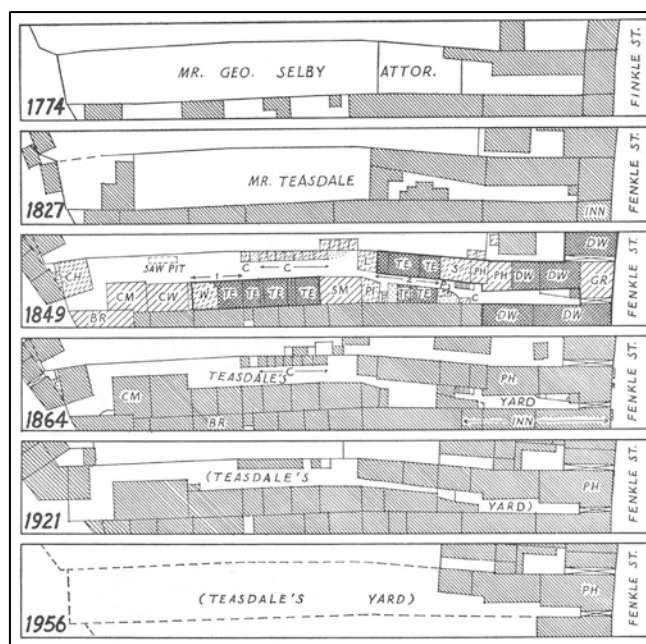 MR. GEO. SELBY ATTOR.
1774
FINKLE ST.
MR. TEASDALE
1827
INN
FENKLE ST.
CH
SAW PIT
1 C C
L TE TE S PH PH DW DW DW GR
2
CM CW W TE TE TE TE SM PI TE TE C
1849
BR
DW DW
FENKLE ST.
C
TEASDALE'S
PH
CM
YARD
1864
BR
INN
FENKLE ST.
(TEASDALE'S
YARD)
PH
1921
FENKLE ST.
(TEASDALE'S YARD)
PH
1956
FENKLE ST.